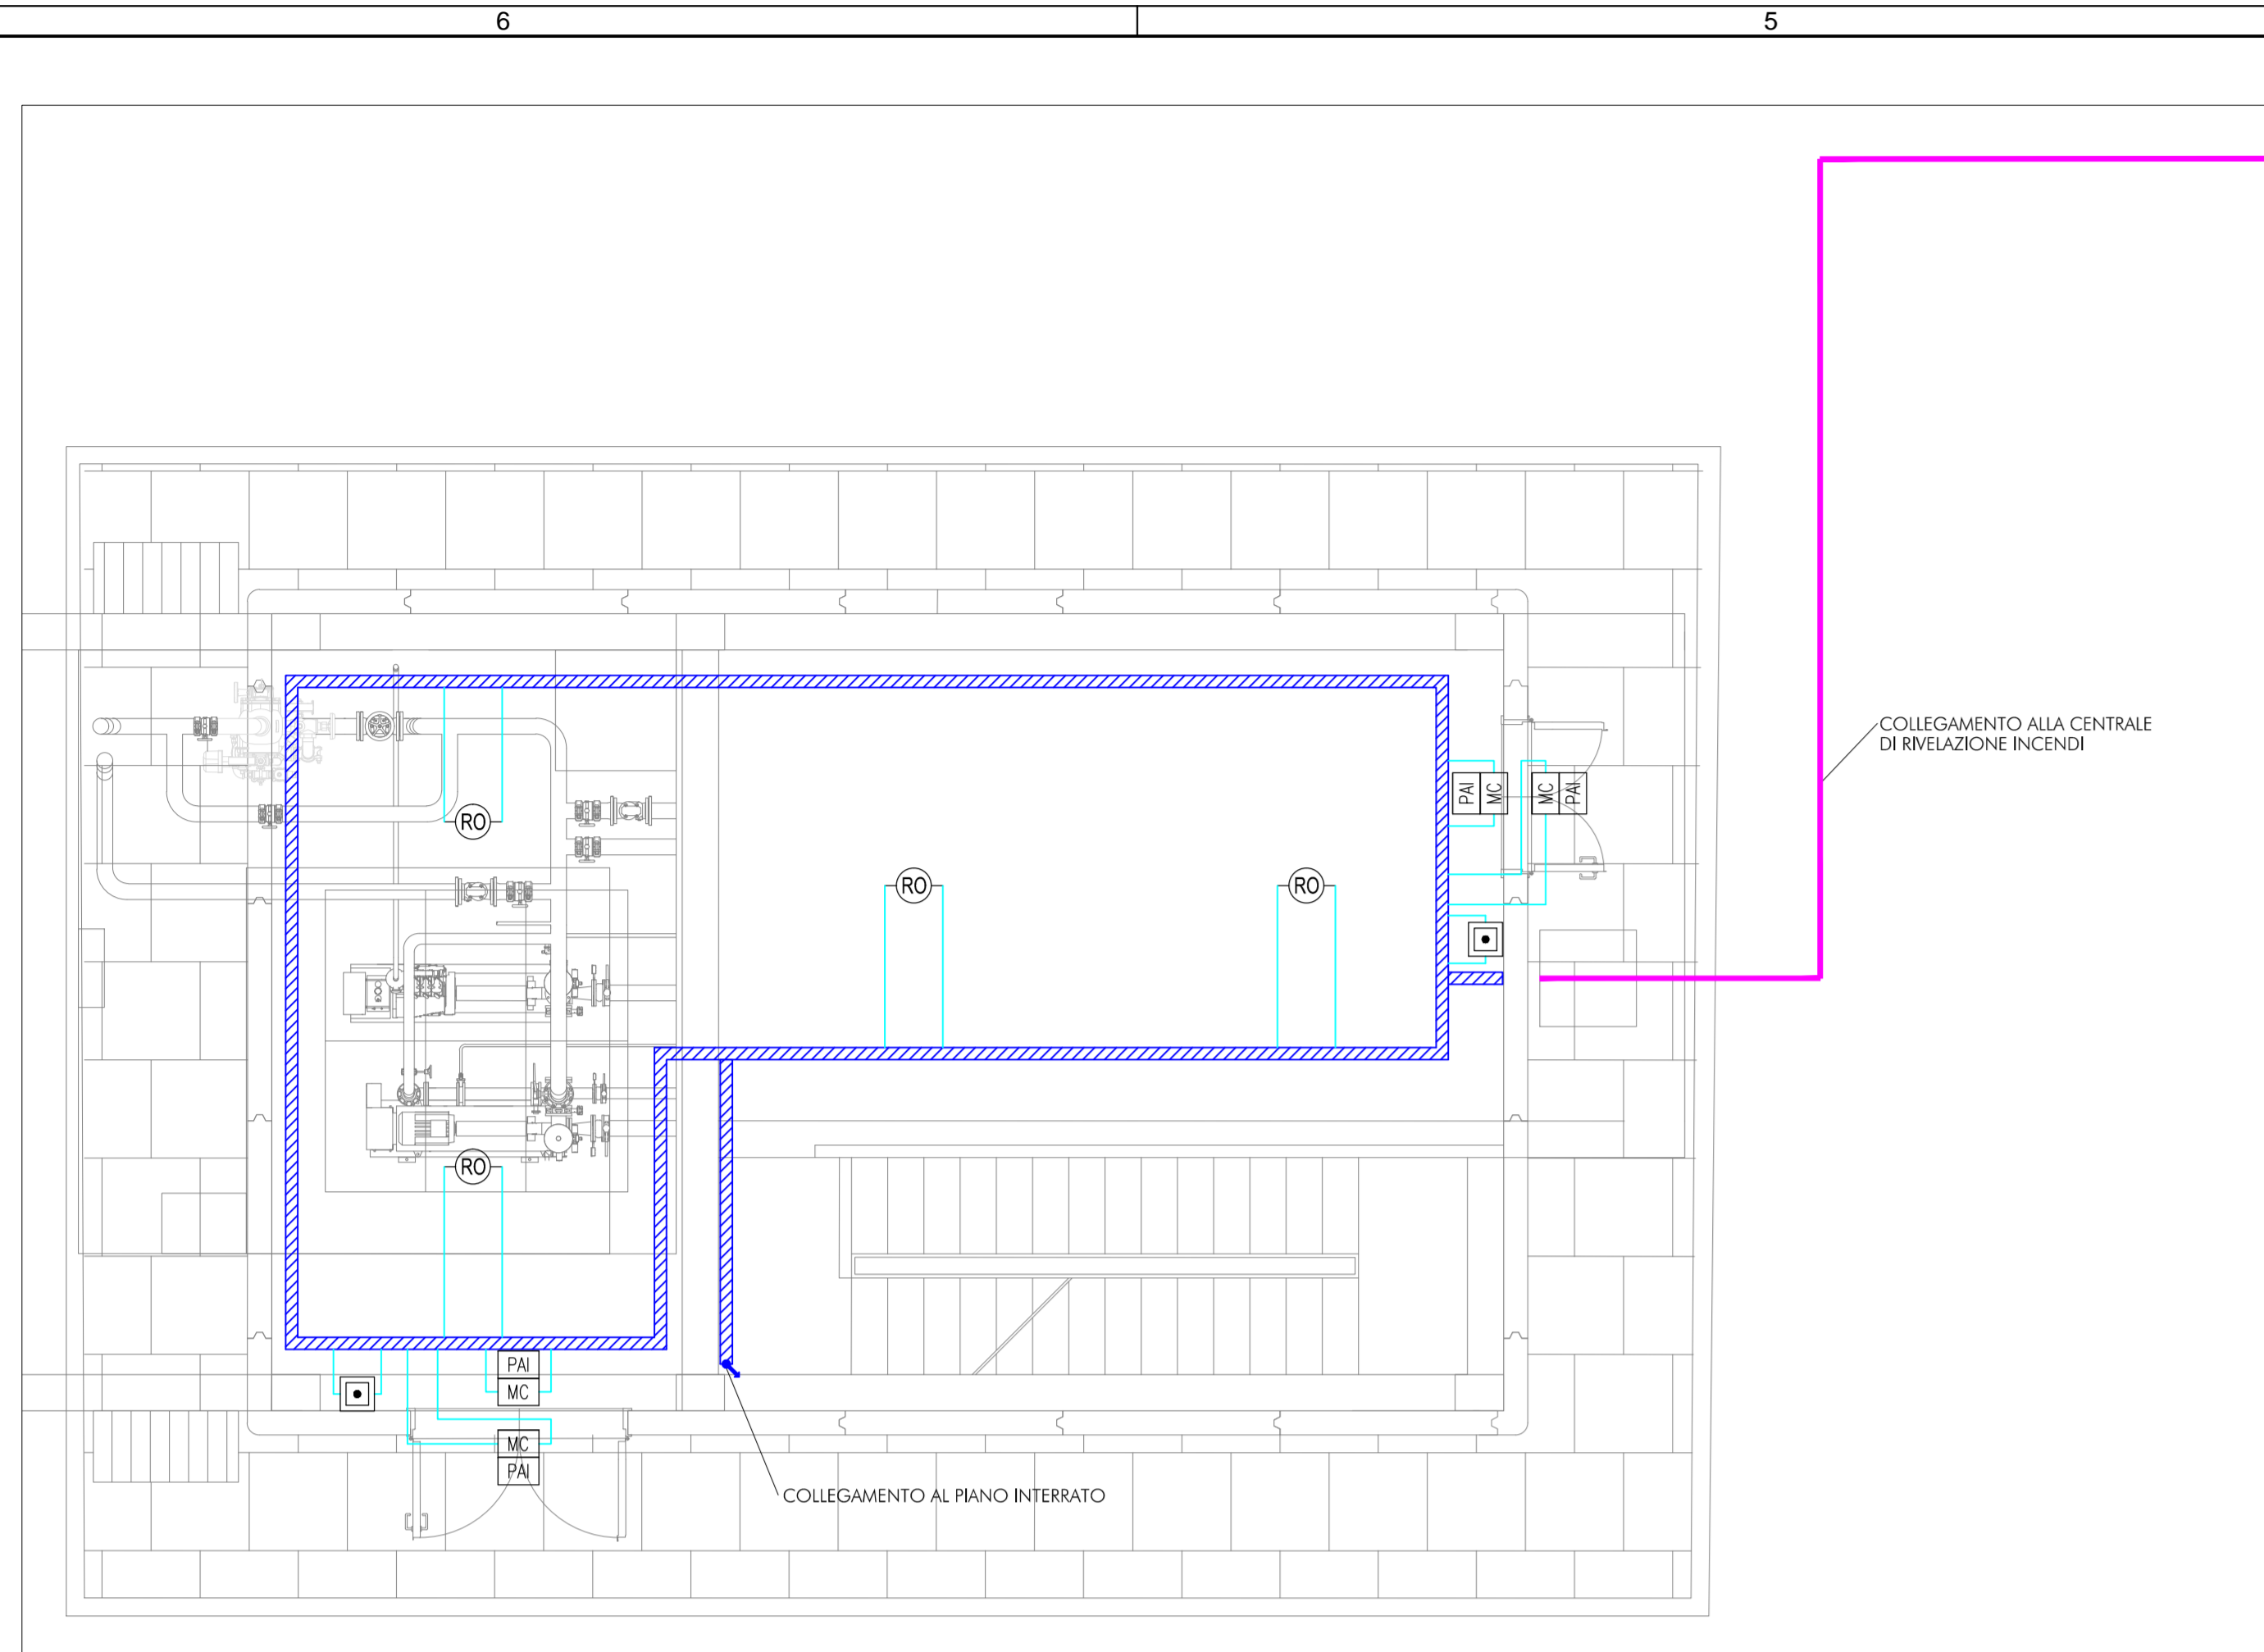 6
5
COLLEGAMENTO ALLA CENTRALE
DI RIVELAZIONE INCENDI
PAI
MC
MC
PAI
RO
RO
RO
RO
PAI
MC
MC
PAI
COLLEGAMENTO AL PIANO INTERRATO